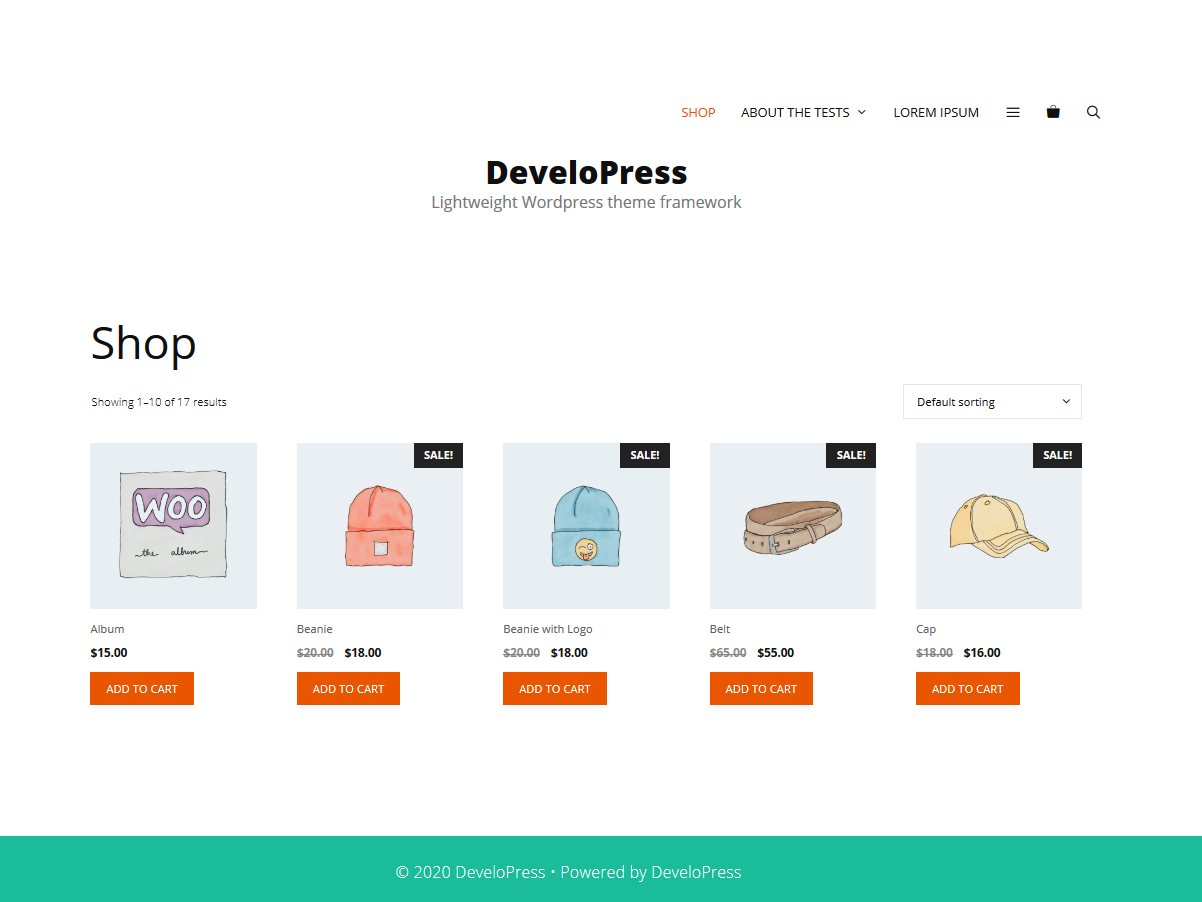 SHOP ABOUT THE TESTS LOREM IPSUM
DeveloPress
Lightweight Wordpress theme framework
Shop
Showing 1–10 of 17 results
Default sorting
SALE! SALE! SALE! SALE!
WOO
the album
Album Beanie Beanie with Logo Belt Cap
$15.00 $20.00 $18.00 $20.00 $18.00 $65.00 $55.00 $18.00 $16.00
ADD TO CART ADD TO CART ADD TO CART ADD TO CART ADD TO CART
© 2020 DeveloPress • Powered by DeveloPress